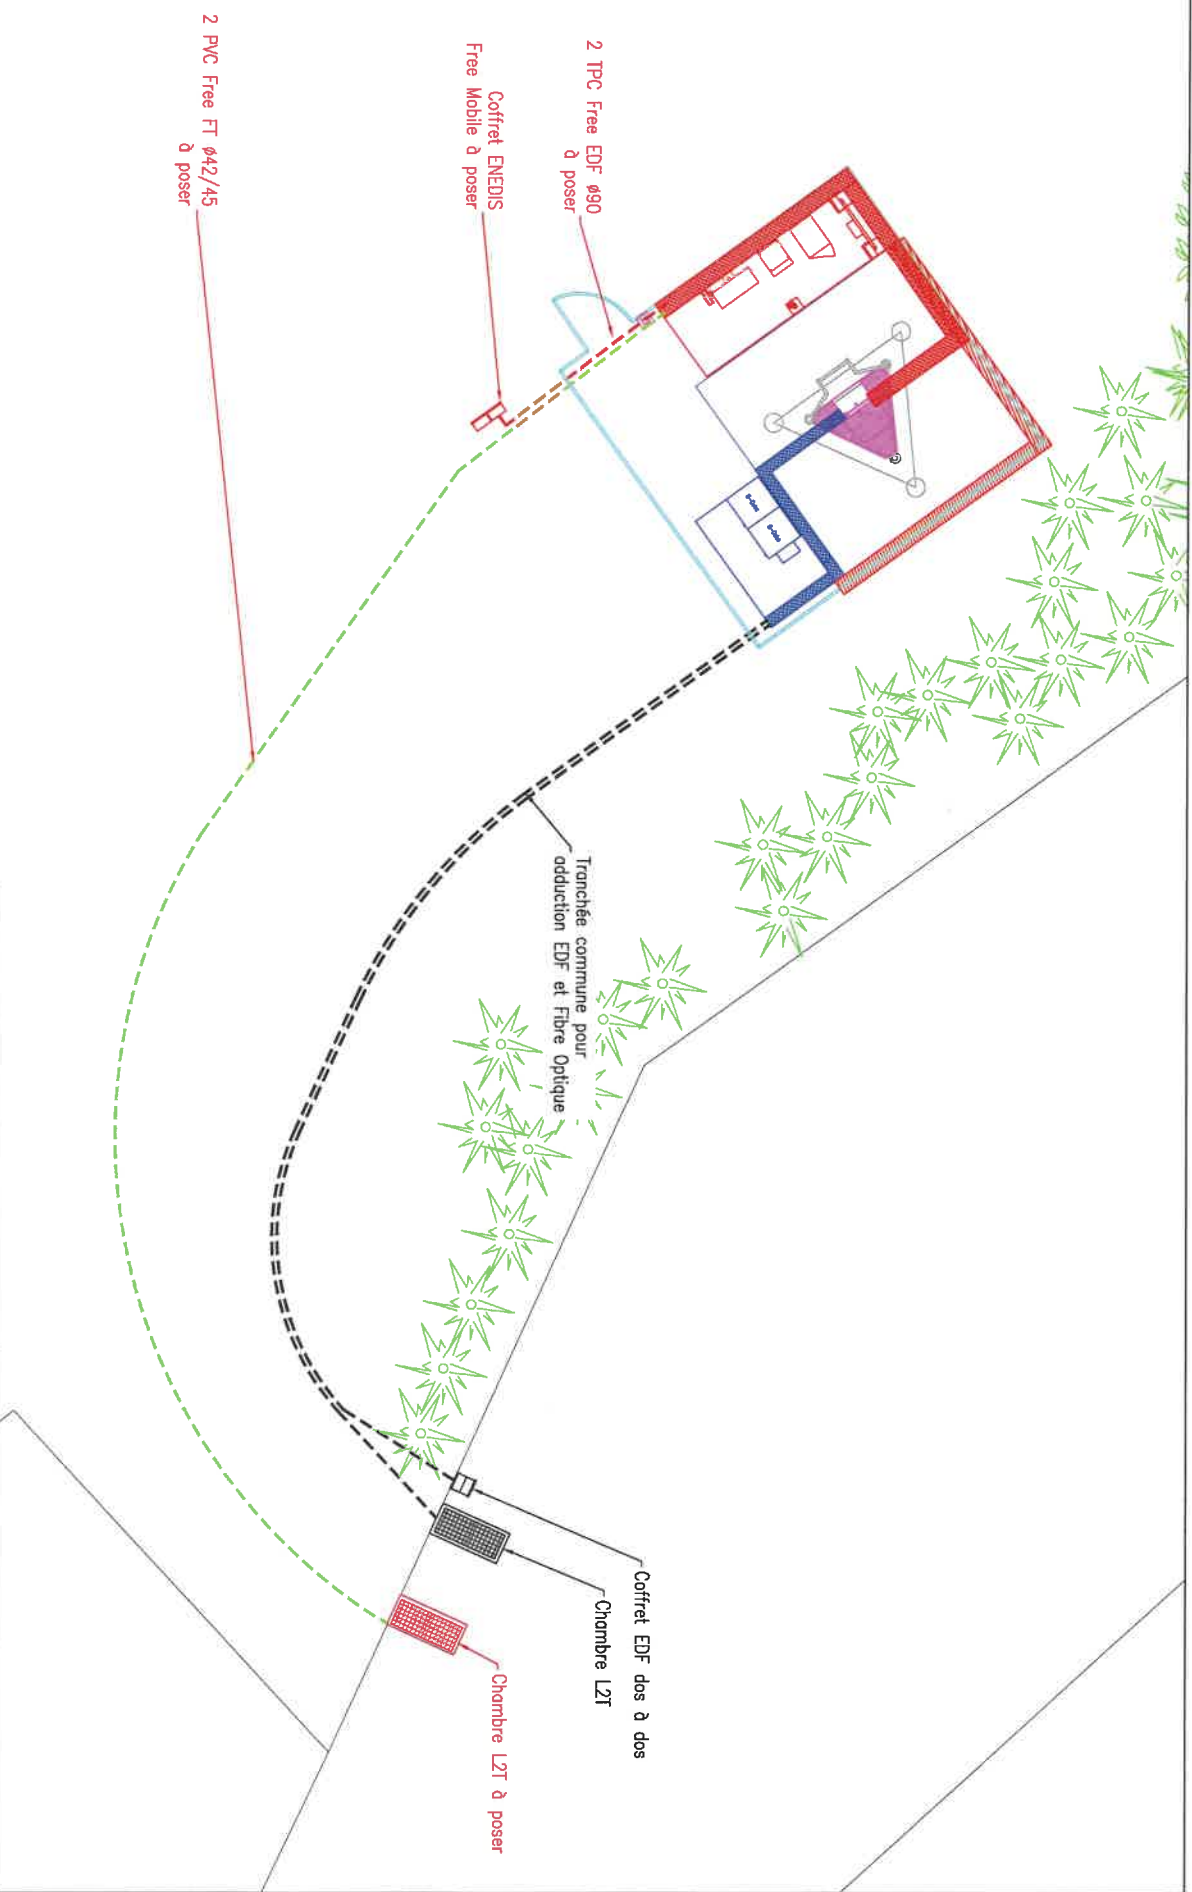 2 PVC Free FT ø42/45
à poser
Coffret ENEDIS
Free Mobile à poser
2 TPC Free EDF ø90
à poser
Tranchée commune pour
adduction EDF et Fibre Optique
Coffret EDF dos à dos
Chambre L2T
Chambre L2T à poser